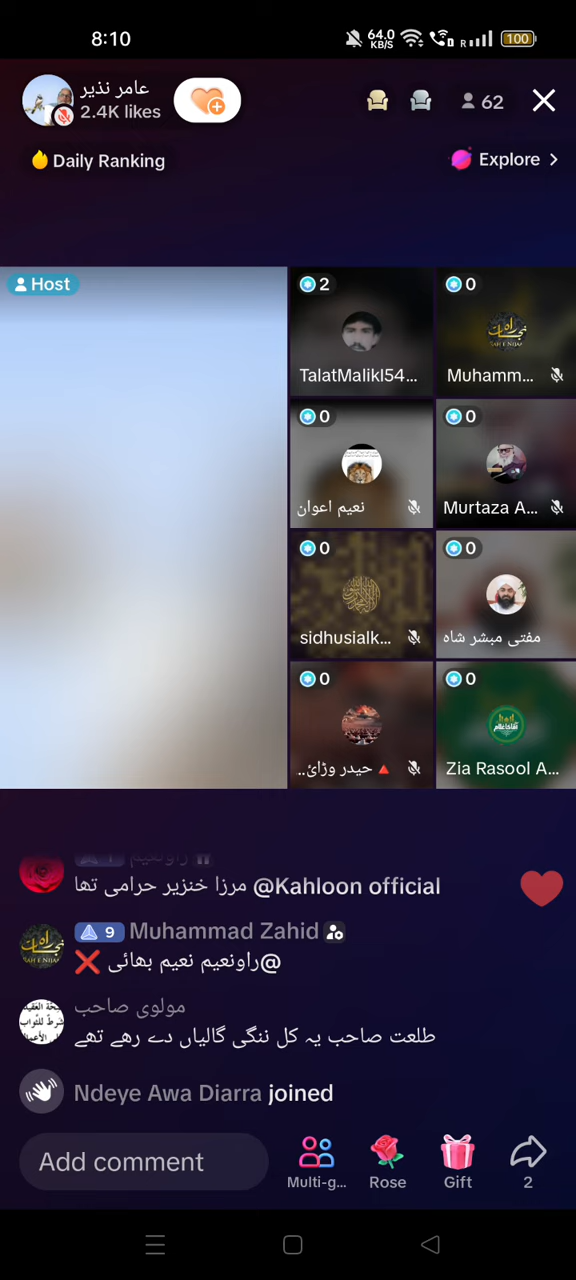 8:10
64.0
KB/S
R
100
عامر نذیر
2.4K likes
62
Daily Ranking
Explore
Host
2
TalatMalikl54...
0
Muhamm...
0
نعیم اعوان
0
Murtaza A...
0
sidhusialk...
0
مفتی مبشر شاہ
0
حیدر وڑائ..
0
Zia Rasool A...
راونعیم
@Kahloon official مرزا خنزیر حرامی تھا
9 Muhammad Zahid
@راونعیم نعیم بھائی ❌
مولوی صاحب
طلعت صاحب یہ کل ننگی گالیاں دے رھے تھے
Ndeye Awa Diarra joined
Add comment
Multi-g...
Rose
Gift
2